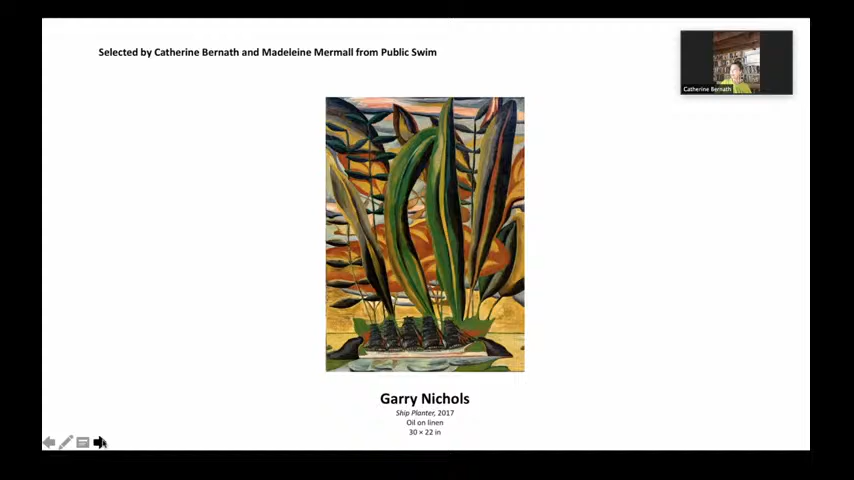 Selected by Catherine Bernath and Madeleine Mermall from Public Swim
Catherine Bernath
Garry Nichols
Ship Planter, 2017
Oil on linen
30 × 22 in